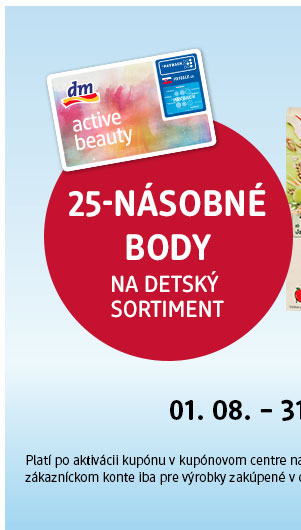 dm
active
beauty
PAYBACK
25-NÁSOBNÉ
BODY
NA DETSKÝ
SORTIMENT
01. 08. – 31
Platí po aktivácii kupónu v kupónovom centre na
zákazníckom konte iba pre výrobky zakúpené v